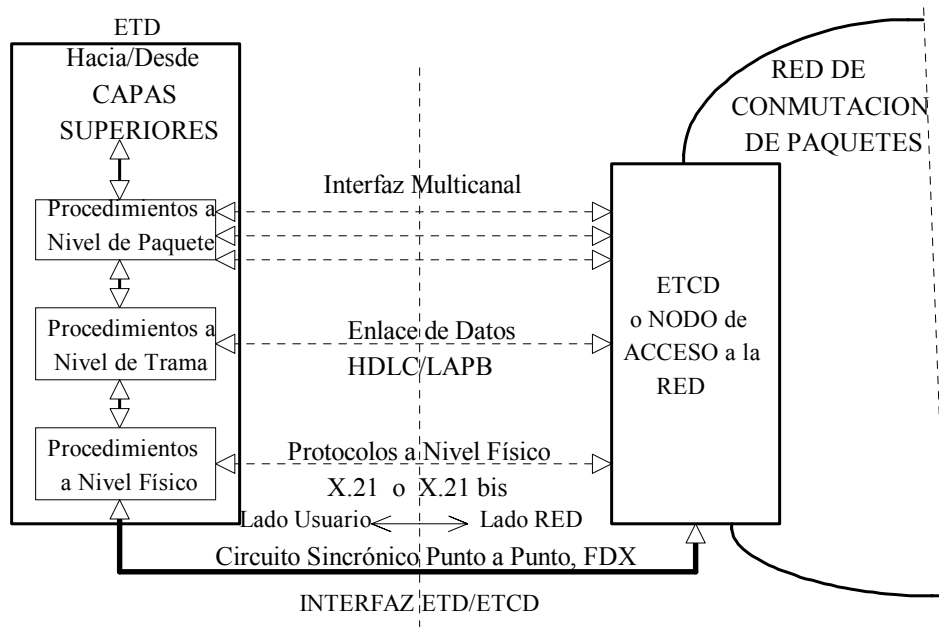 ETD
Hacia/Desde
CAPAS
SUPERIORES
RED DE
CONMUTACION
DE PAQUETES
Interfaz Multicanal
Procedimientos a
Nivel de Paquete
ETCD
o NODO de
ACCESO a la
RED
Procedimientos a
Nivel de Trama
Enlace de Datos
HDLC/LAPB
Procedimientos
a Nivel Físico
Protocolos a Nivel Físico
X.21 o X.21 bis
Lado Usuario
Lado RED
Circuito Sincrónico Punto a Punto, FDX
INTERFAZ ETD/ETCD